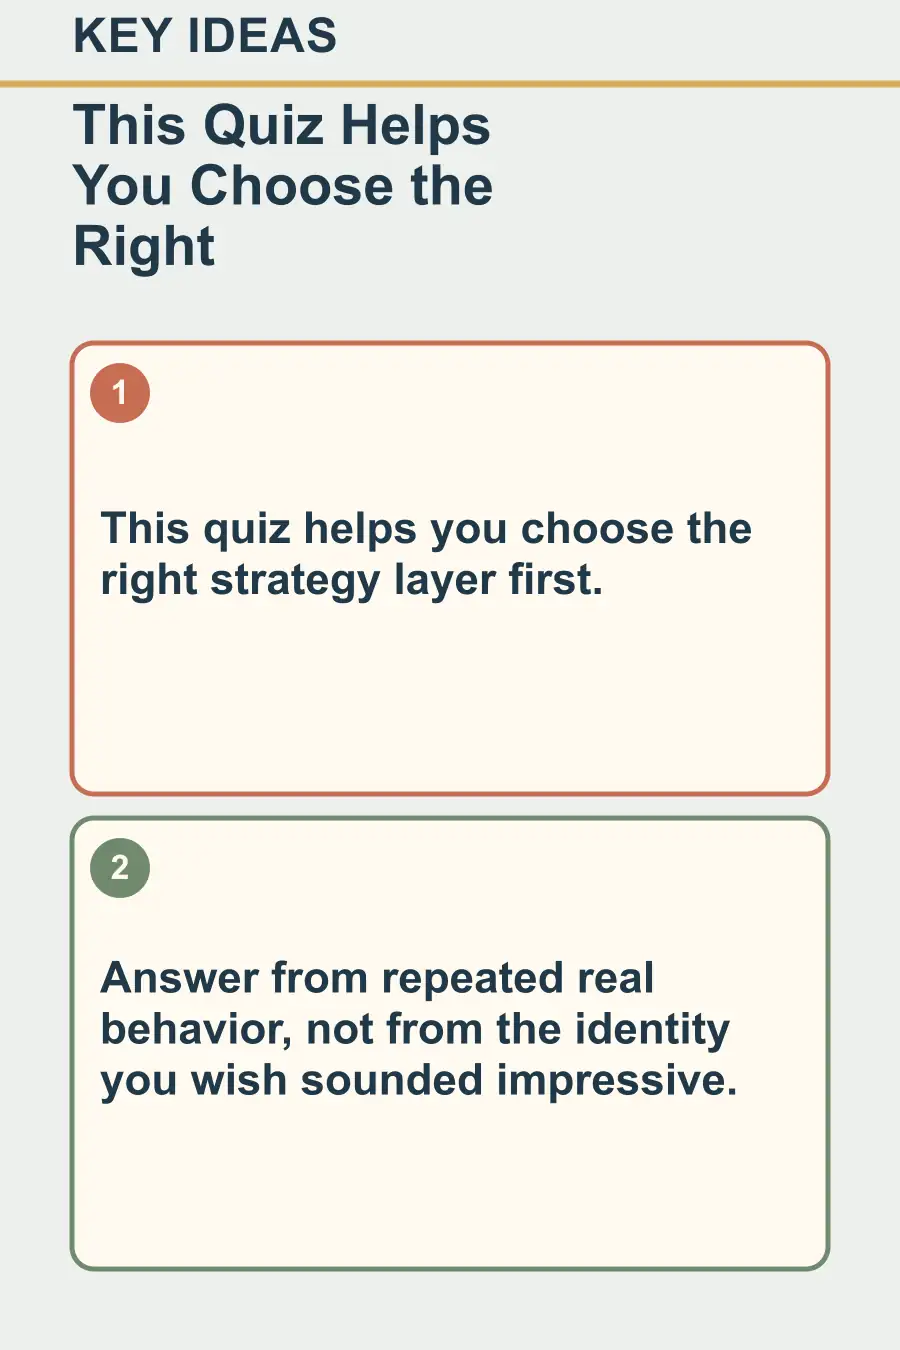 KEY IDEAS
This Quiz Helps
You Choose the
Right
1
This quiz helps you choose the
right strategy layer first.
2
Answer from repeated real
behavior, not from the identity
you wish sounded impressive.